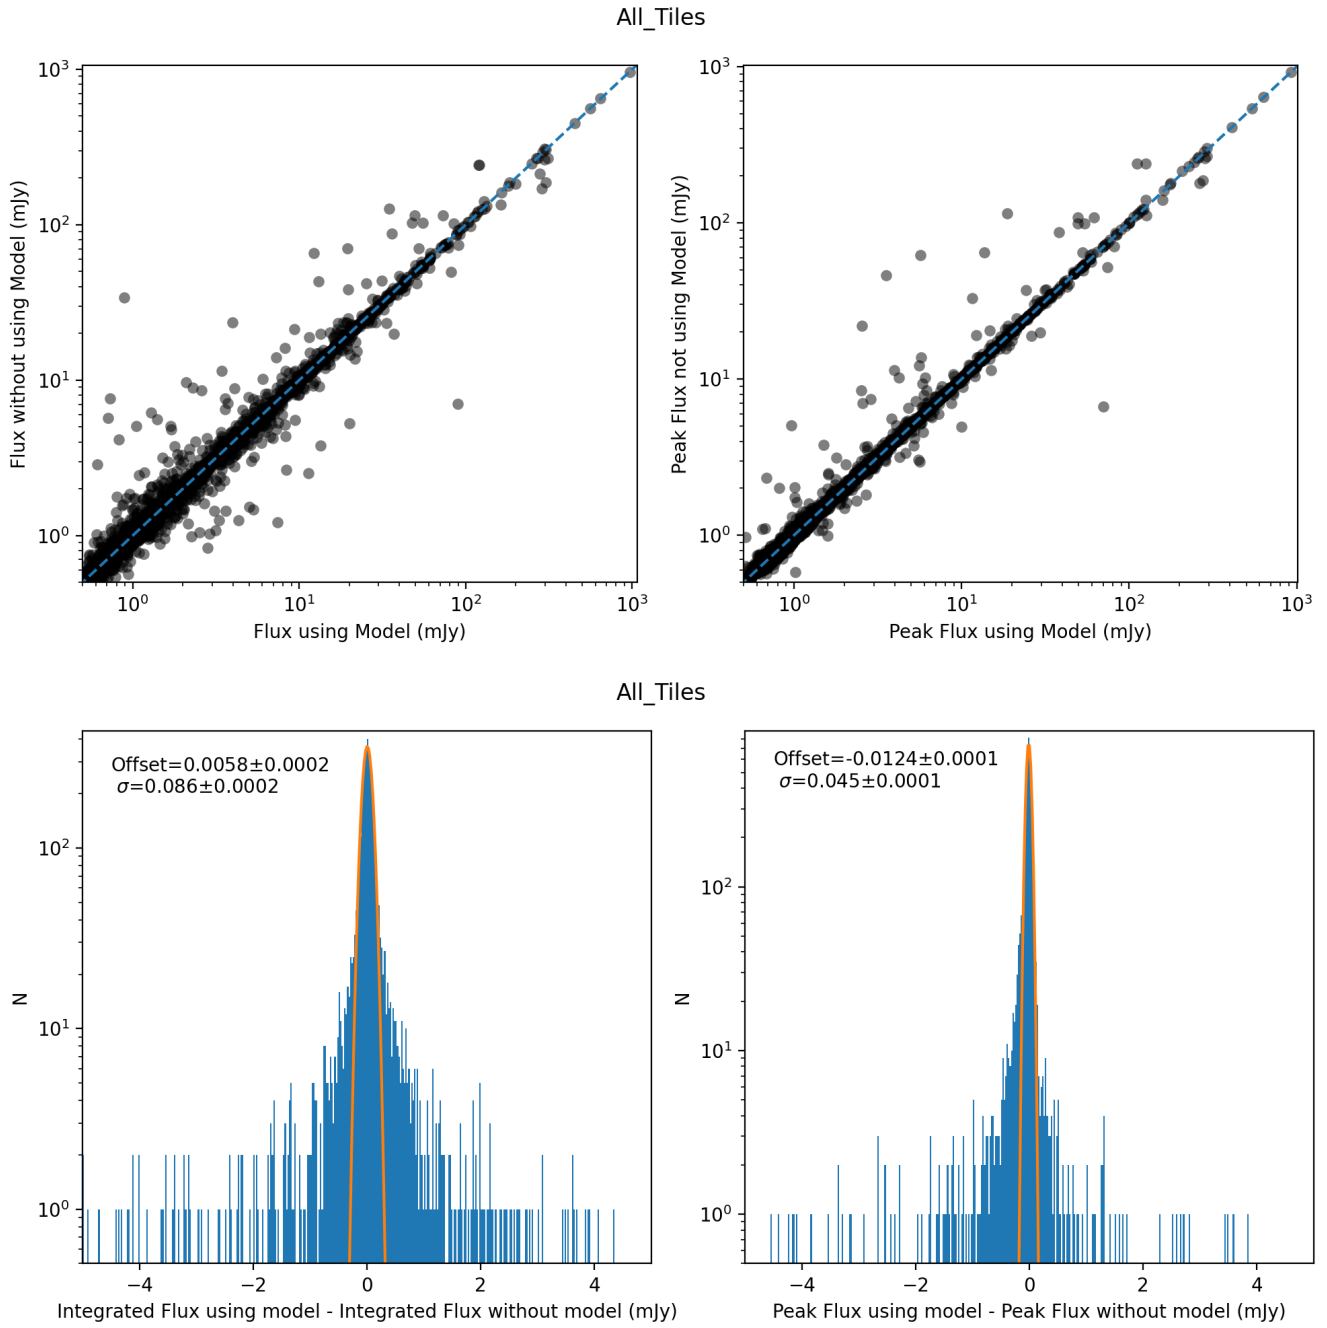 All_Tiles
10³
10²
10¹
10⁰
Flux without using Model (mJy)
10⁰ 10¹ 10² 10³
Flux using Model (mJy)
10³
10²
10¹
10⁰
Peak Flux not using Model (mJy)
10⁰ 10¹ 10² 10³
Peak Flux using Model (mJy)
All_Tiles
Offset=0.0058±0.0002
σ=0.086±0.0002
10²
10¹
10⁰
N
−4 −2 0 2 4
Integrated Flux using model - Integrated Flux without model (mJy)
Offset=-0.0124±0.0001
σ=0.045±0.0001
10²
10¹
10⁰
N
−4 −2 0 2 4
Peak Flux using model - Peak Flux without model (mJy)